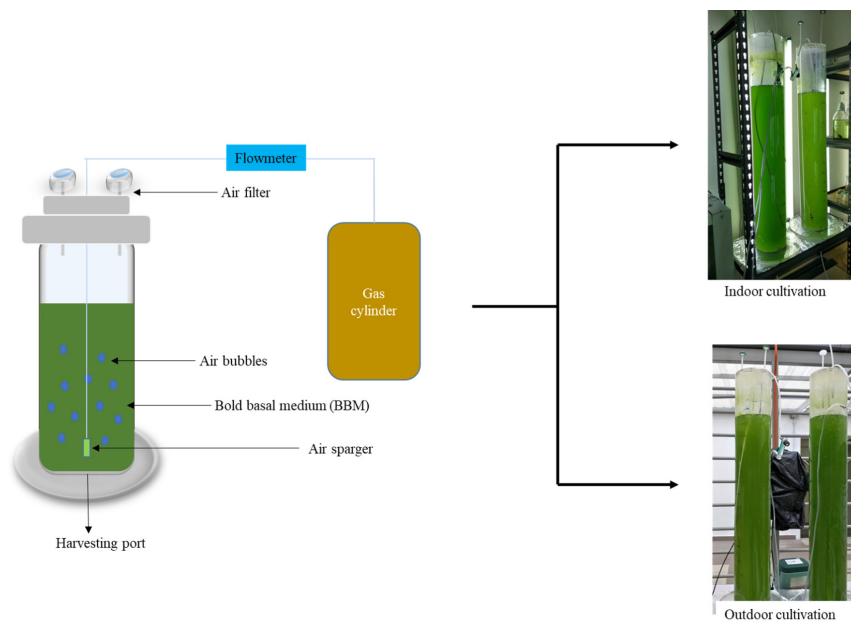 Flowmeter
Air filter
Gas
cylinder
Air bubbles
Bold basal medium (BBM)
Air sparger
Harvesting port
Indoor cultivation
Outdoor cultivation